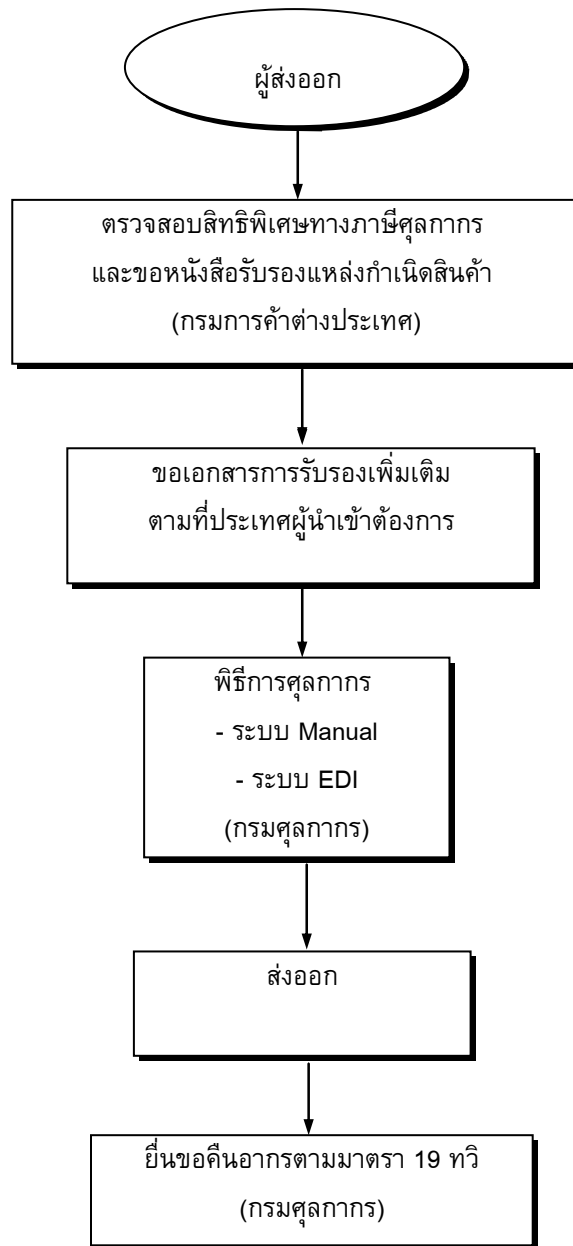 ผู้ส่งออก
ตรวจสอบสิทธิพิเศษทางภาษีศุลกากร
และขอหนังสือรับรองแหล่งกำเนิดสินค้า
(กรมการค้าต่างประเทศ)
ขอเอกสารการรับรองเพิ่มเติม
ตามที่ประเทศผู้นำเข้าต้องการ
พิธีการศุลกากร
- ระบบ Manual
- ระบบ EDI
(กรมศุลกากร)
ส่งออก
ยื่นขอคืนอากรตามมาตรา 19 ทวิ
(กรมศุลกากร)